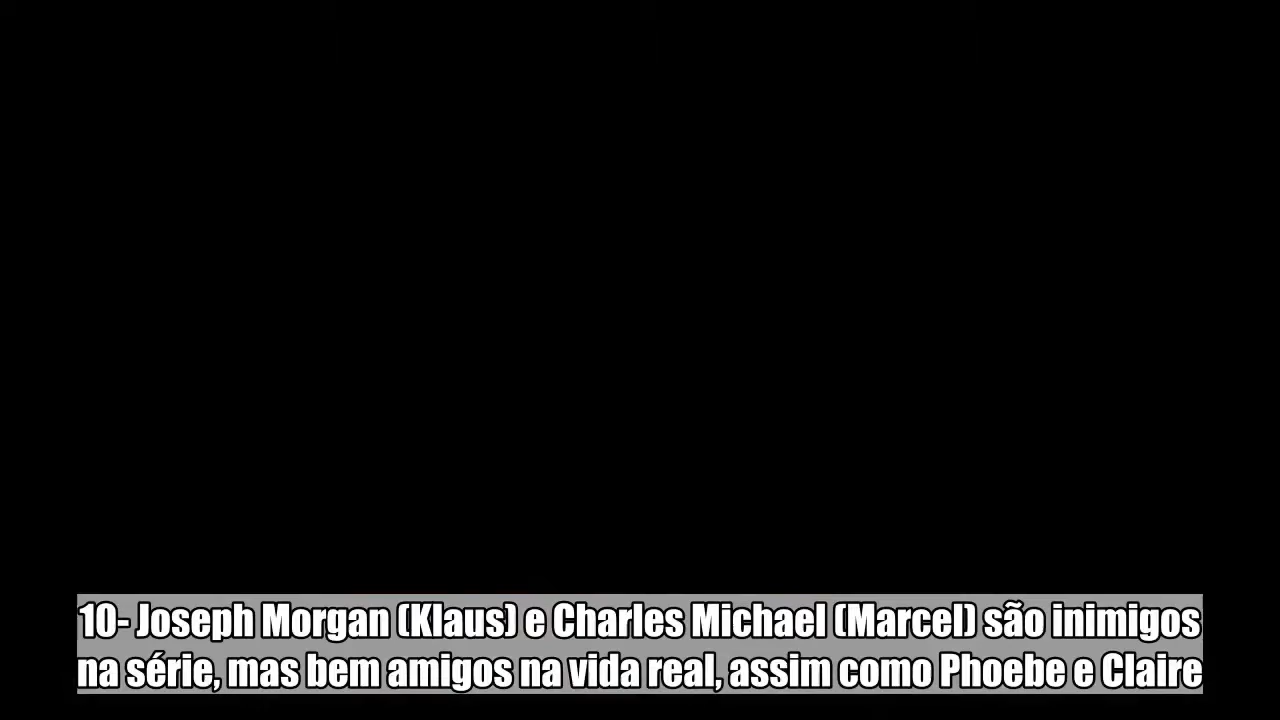 10- Joseph Morgan (Klaus) e Charles Michael (Marcel) são inimigos
na série, mas bem amigos na vida real, assim como Phoebe e Claire